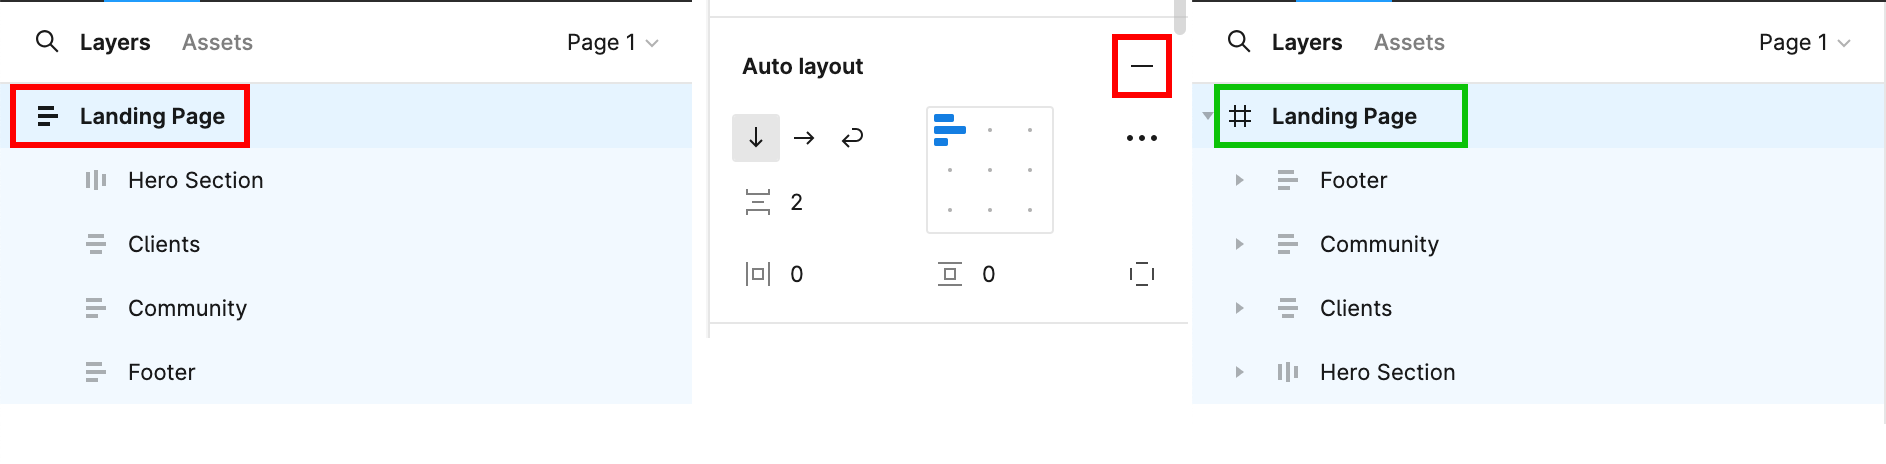 Layers Assets Page 1
Landing Page
Hero Section
Clients
Community
Footer
Auto layout
2
0 0
Layers Assets Page 1
Landing Page
Footer
Community
Clients
Hero Section